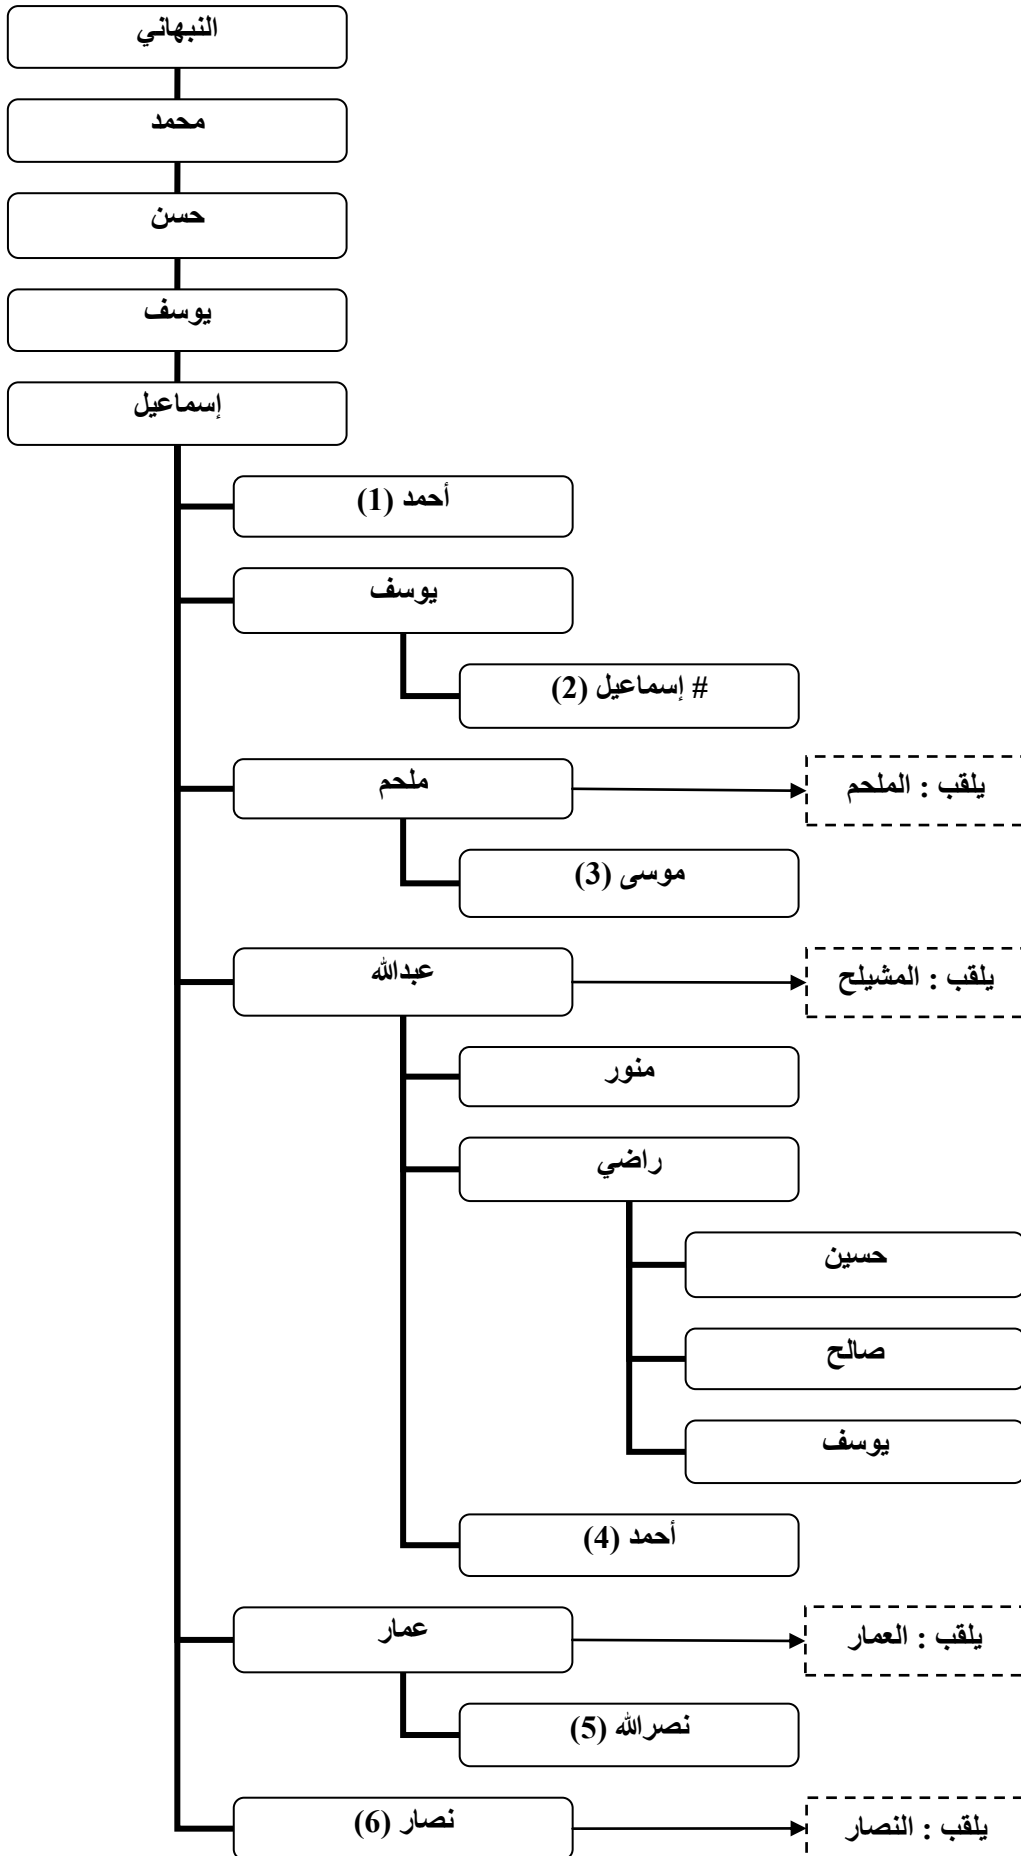 النبهاني
محمد
حسن
يوسف
إسماعيل
أحمد (1)
يوسف
# إسماعيل (2)
ملحم
يلقب : الملحم
موسى (3)
عبدالله
يلقب : المشيلح
منور
راضي
حسين
صالح
يوسف
أحمد (4)
عمار
يلقب : العمار
نصرالله (5)
نصار (6)
يلقب : النصار